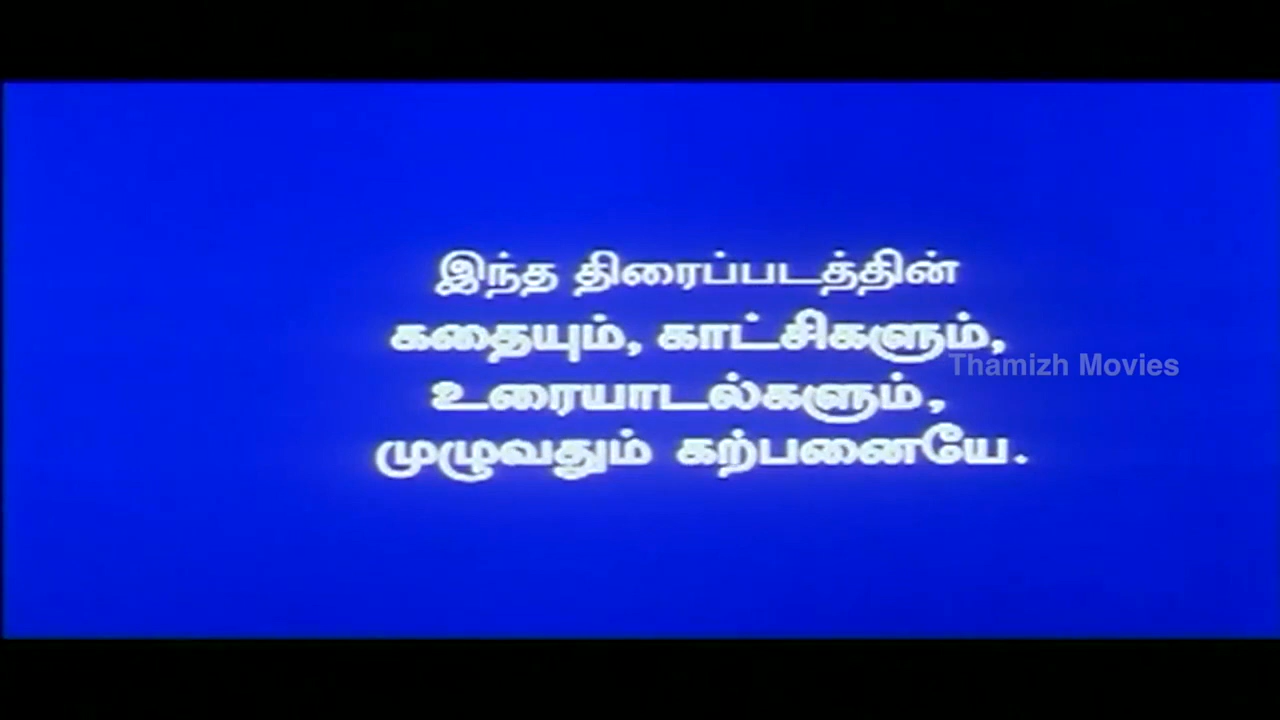 இந்த திரைப்படத்தின்
கதையும், காட்சிகளும்,
Thamizh Movies
உரையாடல்களும்,
முழுவதும் கற்பனையே.